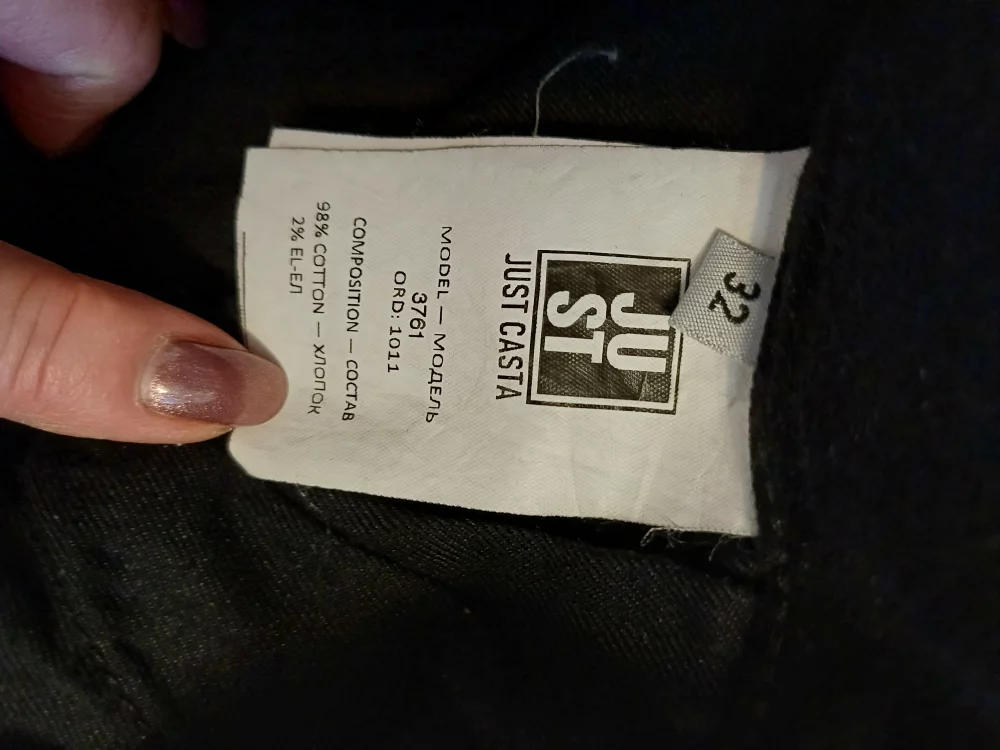 32
JU
ST
JUST CASTA
MODEL — МОДЕЛЬ
3761
ORD: 1011
COMPOSITION — СОСТАВ
98% COTTON — ХЛОПОК
2% EL-ЕЛ